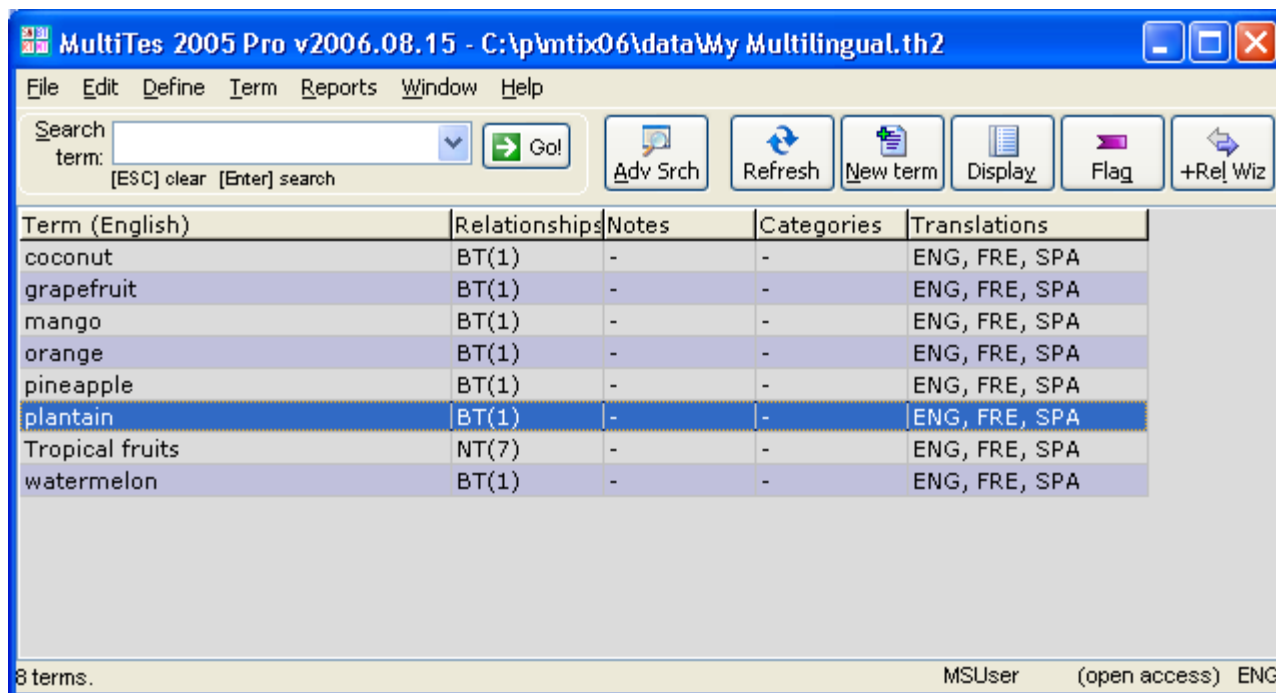 MultiTes 2005 Pro v2006.08.15 - C:\p\mtix06\data\My Multilingual.th2
File Edit Define Term Reports Window Help
Search term: Go! Adv Srch Refresh New term Display Flag +Rel Wiz
[ESC] clear [Enter] search
Term (English) Relationships Notes Categories Translations
coconut BT(1) - - ENG, FRE, SPA
grapefruit BT(1) - - ENG, FRE, SPA
mango BT(1) - - ENG, FRE, SPA
orange BT(1) - - ENG, FRE, SPA
pineapple BT(1) - - ENG, FRE, SPA
plantain BT(1) - - ENG, FRE, SPA
Tropical fruits NT(7) - - ENG, FRE, SPA
watermelon BT(1) - - ENG, FRE, SPA
8 terms. MSUser (open access) ENG